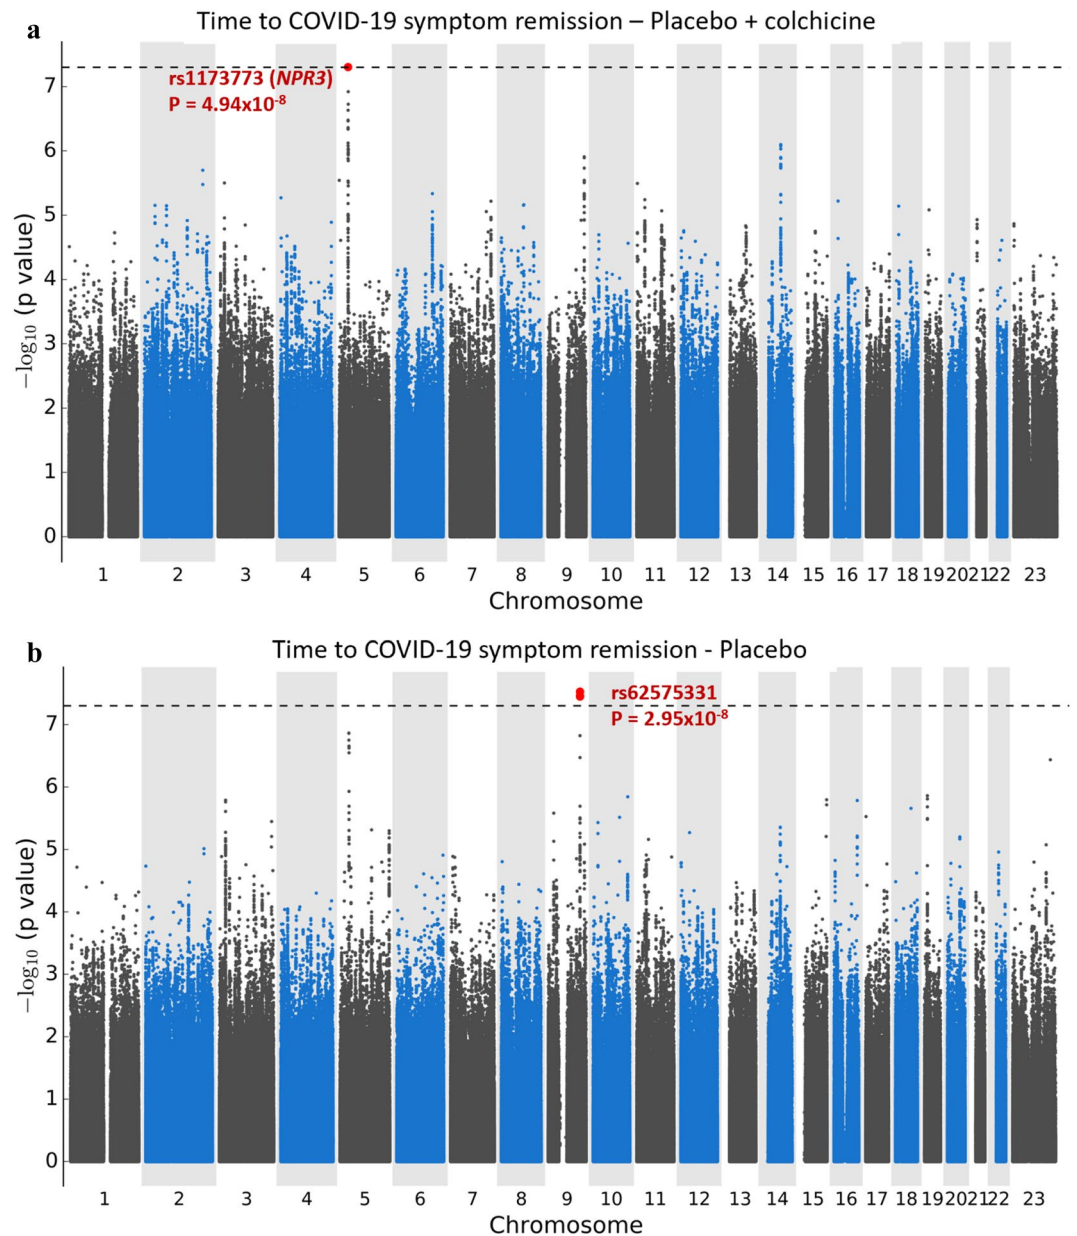 a
Time to COVID-19 symptom remission – Placebo + colchicine
rs1173773 (NPR3)
P = 4.94x10-8
7
6
5
4
3
2
1
0
−log10 (p value)
1 2 3 4 5 6 7 8 9 10 11 12 13 14 15 16 17 18 19 20 21 22 23
Chromosome
b
Time to COVID-19 symptom remission - Placebo
rs62575331
P = 2.95x10-8
7
6
5
4
3
2
1
0
−log10 (p value)
1 2 3 4 5 6 7 8 9 10 11 12 13 14 15 16 17 18 19 20 21 22 23
Chromosome